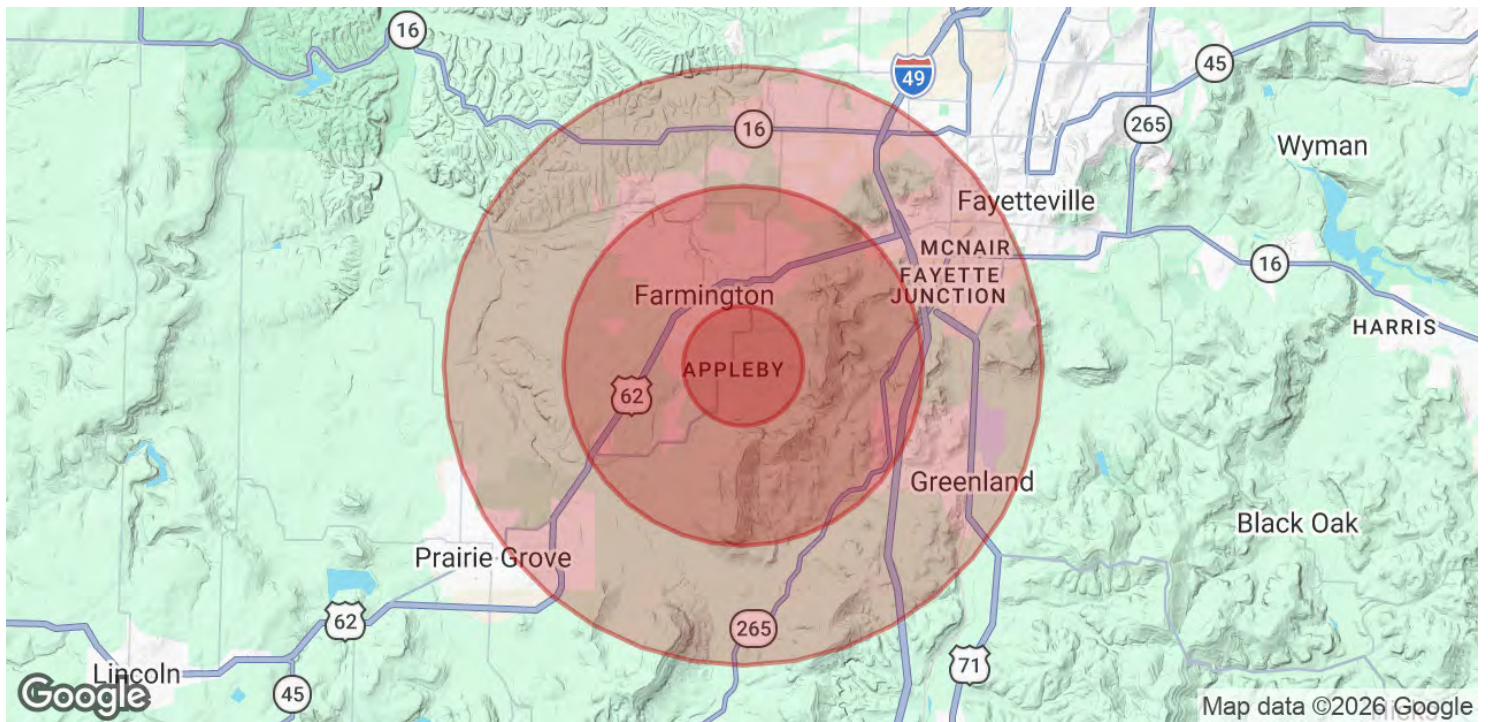 16
49
45
16
265
Wyman
Fayetteville
MCNAIR
FAYETTE
JUNCTION
16
Farmington
HARRIS
APPLEBY
62
Greenland
Black Oak
Prairie Grove
62
265
Lincoln
45
71
Google
Map data ©2026 Google